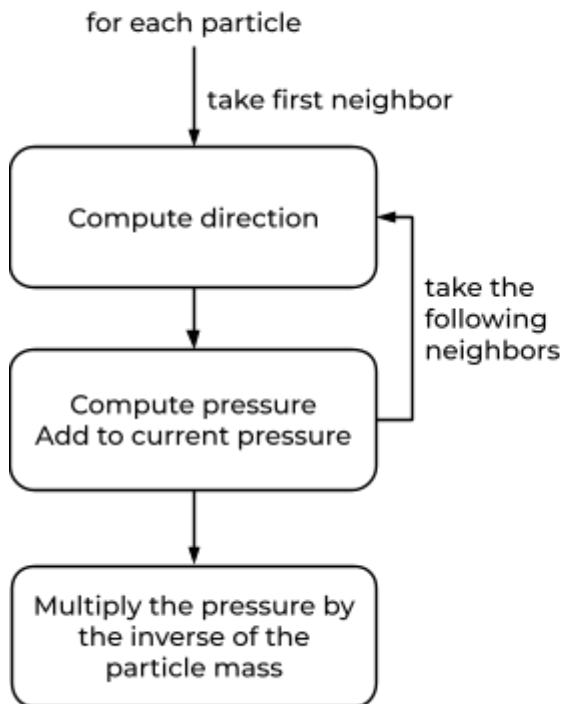 for each particle
take first neighbor
Compute direction
take the
following
neighbors
Compute pressure
Add to current pressure
Multiply the pressure by
the inverse of the
particle mass